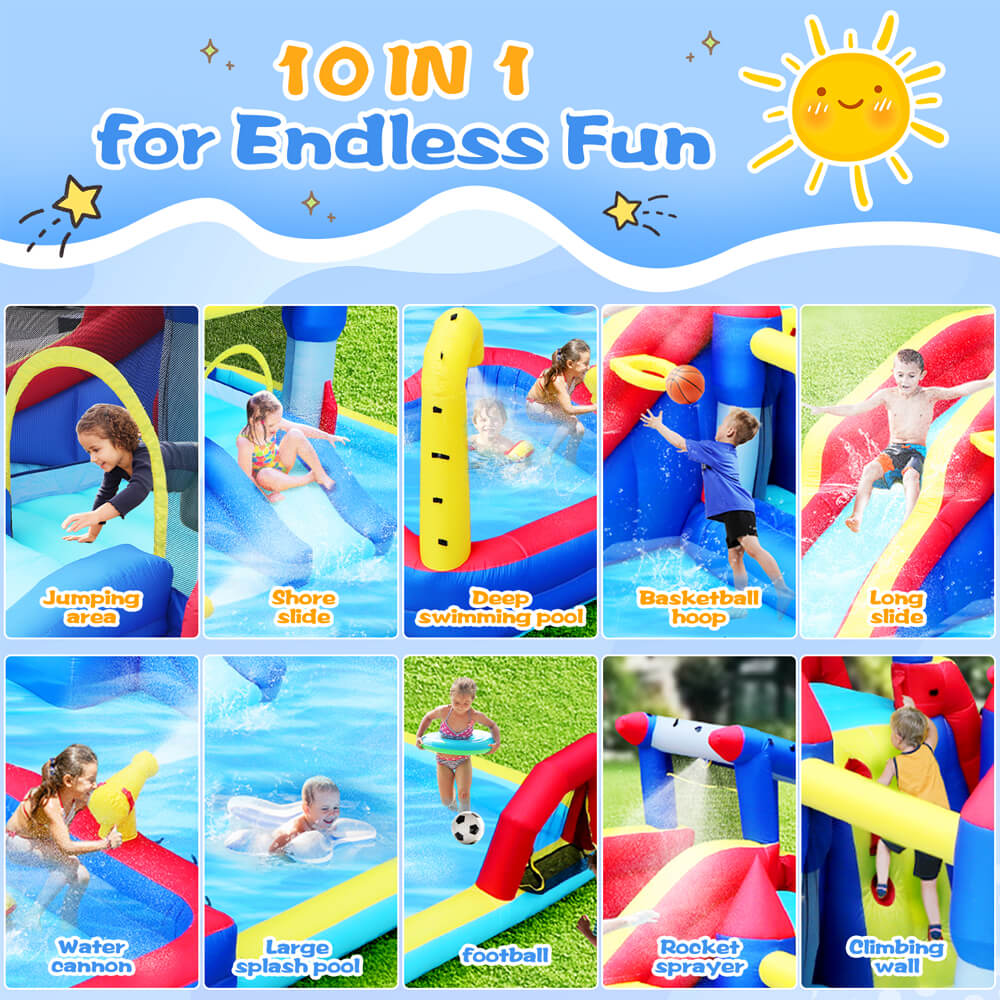 10 IN 1
for Endless Fun
Jumping
area
Shore
slide
Deep
swimming pool
Basketball
hoop
Long
slide
Water
cannon
Large
splash pool
football
Rocket
sprayer
Climbing
wall